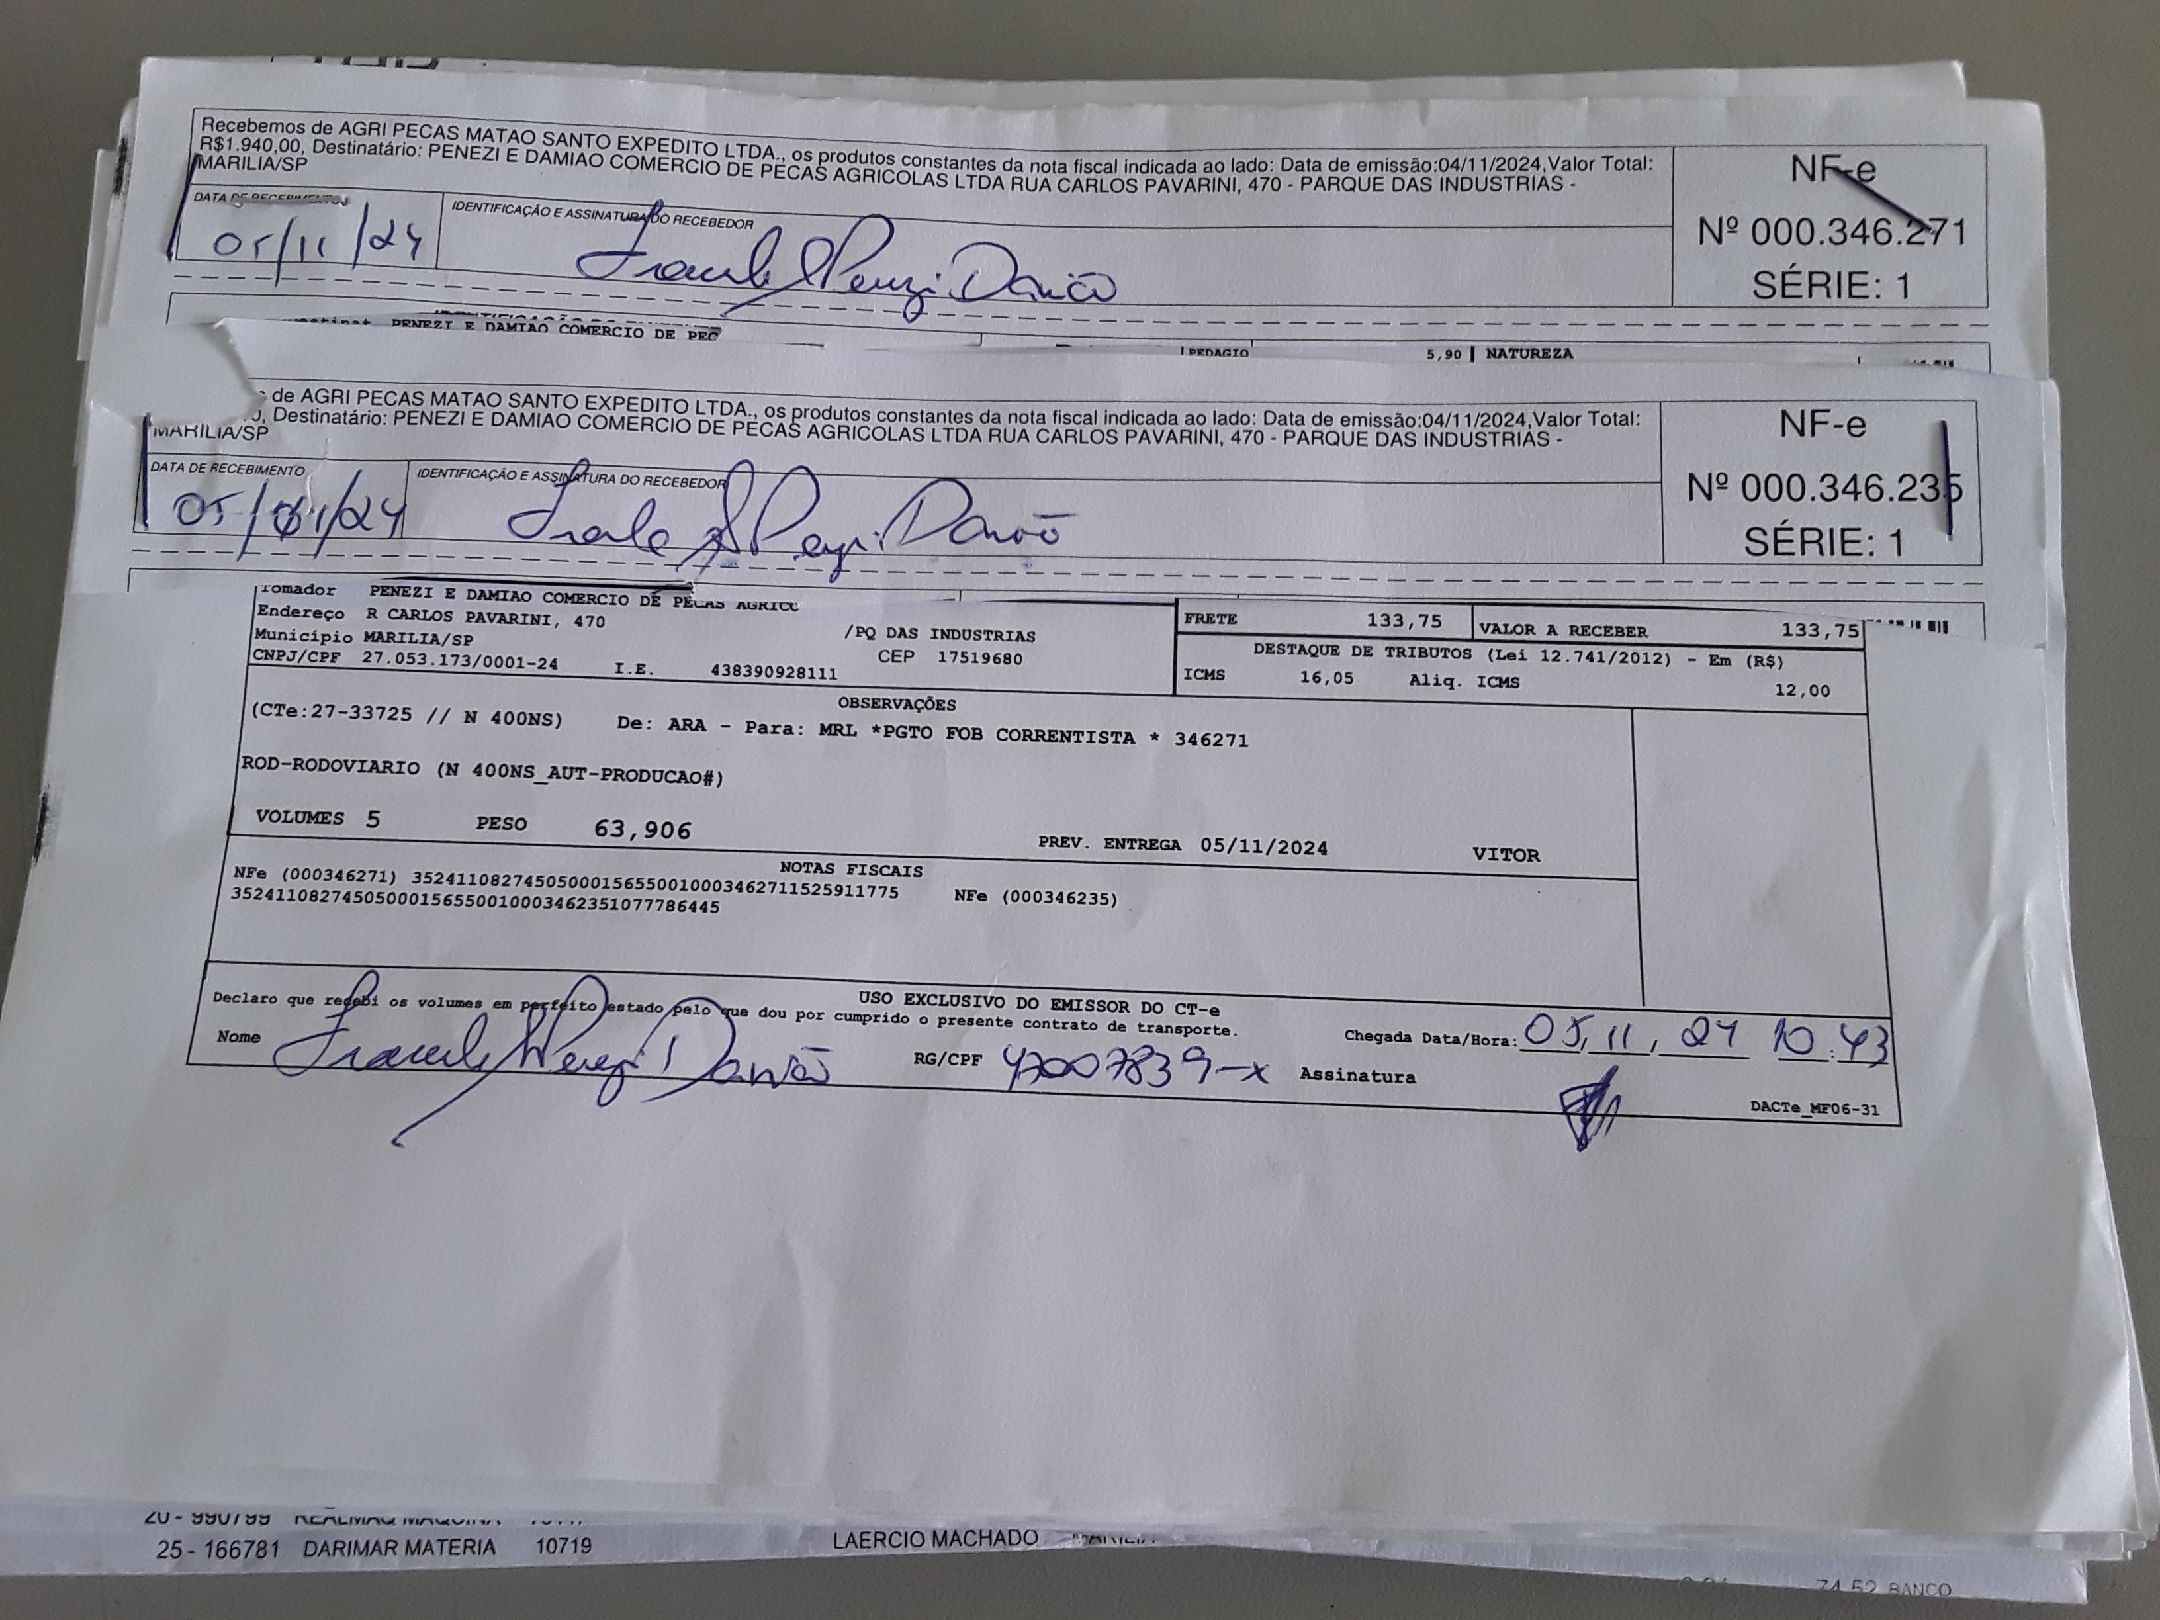 Recebemos de AGRI PECAS MATAO SANTO EXPEDITO LTDA., os produtos constantes da nota fiscal indicada ao lado: Data de emissão:04/11/2024,Valor Total:
R$1.940,00, Destinatário: PENEZI E DAMIAO COMERCIO DE PECAS AGRICOLAS LTDA RUA CARLOS PAVARINI, 470 - PARQUE DAS INDUSTRIAS -
MARILIA/SP
NF-e
Nº 000.346.271
SÉRIE: 1
DATA DE RECEBIMENTO
IDENTIFICAÇÃO E ASSINATURA DO RECEBEDOR
05/11/24
PENEZI E DAMIAO COMERCIO DE PEC
PEDAGIO 5,90 NATUREZA
de AGRI PECAS MATAO SANTO EXPEDITO LTDA., os produtos constantes da nota fiscal indicada ao lado: Data de emissão:04/11/2024,Valor Total:
, Destinatário: PENEZI E DAMIAO COMERCIO DE PECAS AGRICOLAS LTDA RUA CARLOS PAVARINI, 470 - PARQUE DAS INDUSTRIAS -
MARILIA/SP
NF-e
Nº 000.346.235
SÉRIE: 1
DATA DE RECEBIMENTO
IDENTIFICAÇÃO E ASSINATURA DO RECEBEDOR
Tomador PENEZI E DAMIAO COMERCIO DE PECAS AGRICC
Endereço R CARLOS PAVARINI, 470 /PQ DAS INDUSTRIAS
Município MARILIA/SP CEP 17519680
CNPJ/CPF 27.053.173/0001-24 I.E. 438390928111
FRETE 133,75 VALOR A RECEBER 133,75
DESTAQUE DE TRIBUTOS (Lei 12.741/2012) - Em (R$)
ICMS 16,05 Aliq. ICMS 12,00
OBSERVAÇÕES
(CTe:27-33725 // N 400NS) De: ARA - Para: MRL *PGTO FOB CORRENTISTA * 346271
ROD-RODOVIARIO (N 400NS_AUT-PRODUCAO#)
VOLUMES 5 PESO 63,906 PREV. ENTREGA 05/11/2024 VITOR
NOTAS FISCAIS
NFe (000346271) 35241108274505000156550010003462711525911775 NFe (000346235)
35241108274505000156550010003462351077786445
USO EXCLUSIVO DO EMISSOR DO CT-e
Declaro que recebi os volumes em perfeito estado pelo que dou por cumprido o presente contrato de transporte.
Chegada Data/Hora: 05,11,24 10:43
Nome RG/CPF 47007839-x Assinatura
DACTe_MF06-31
20 - 990799 REALMAQ MAQUINA
25 - 166781 DARIMAR MATERIA 10719 LAERCIO MACHADO
74,52 BANCO